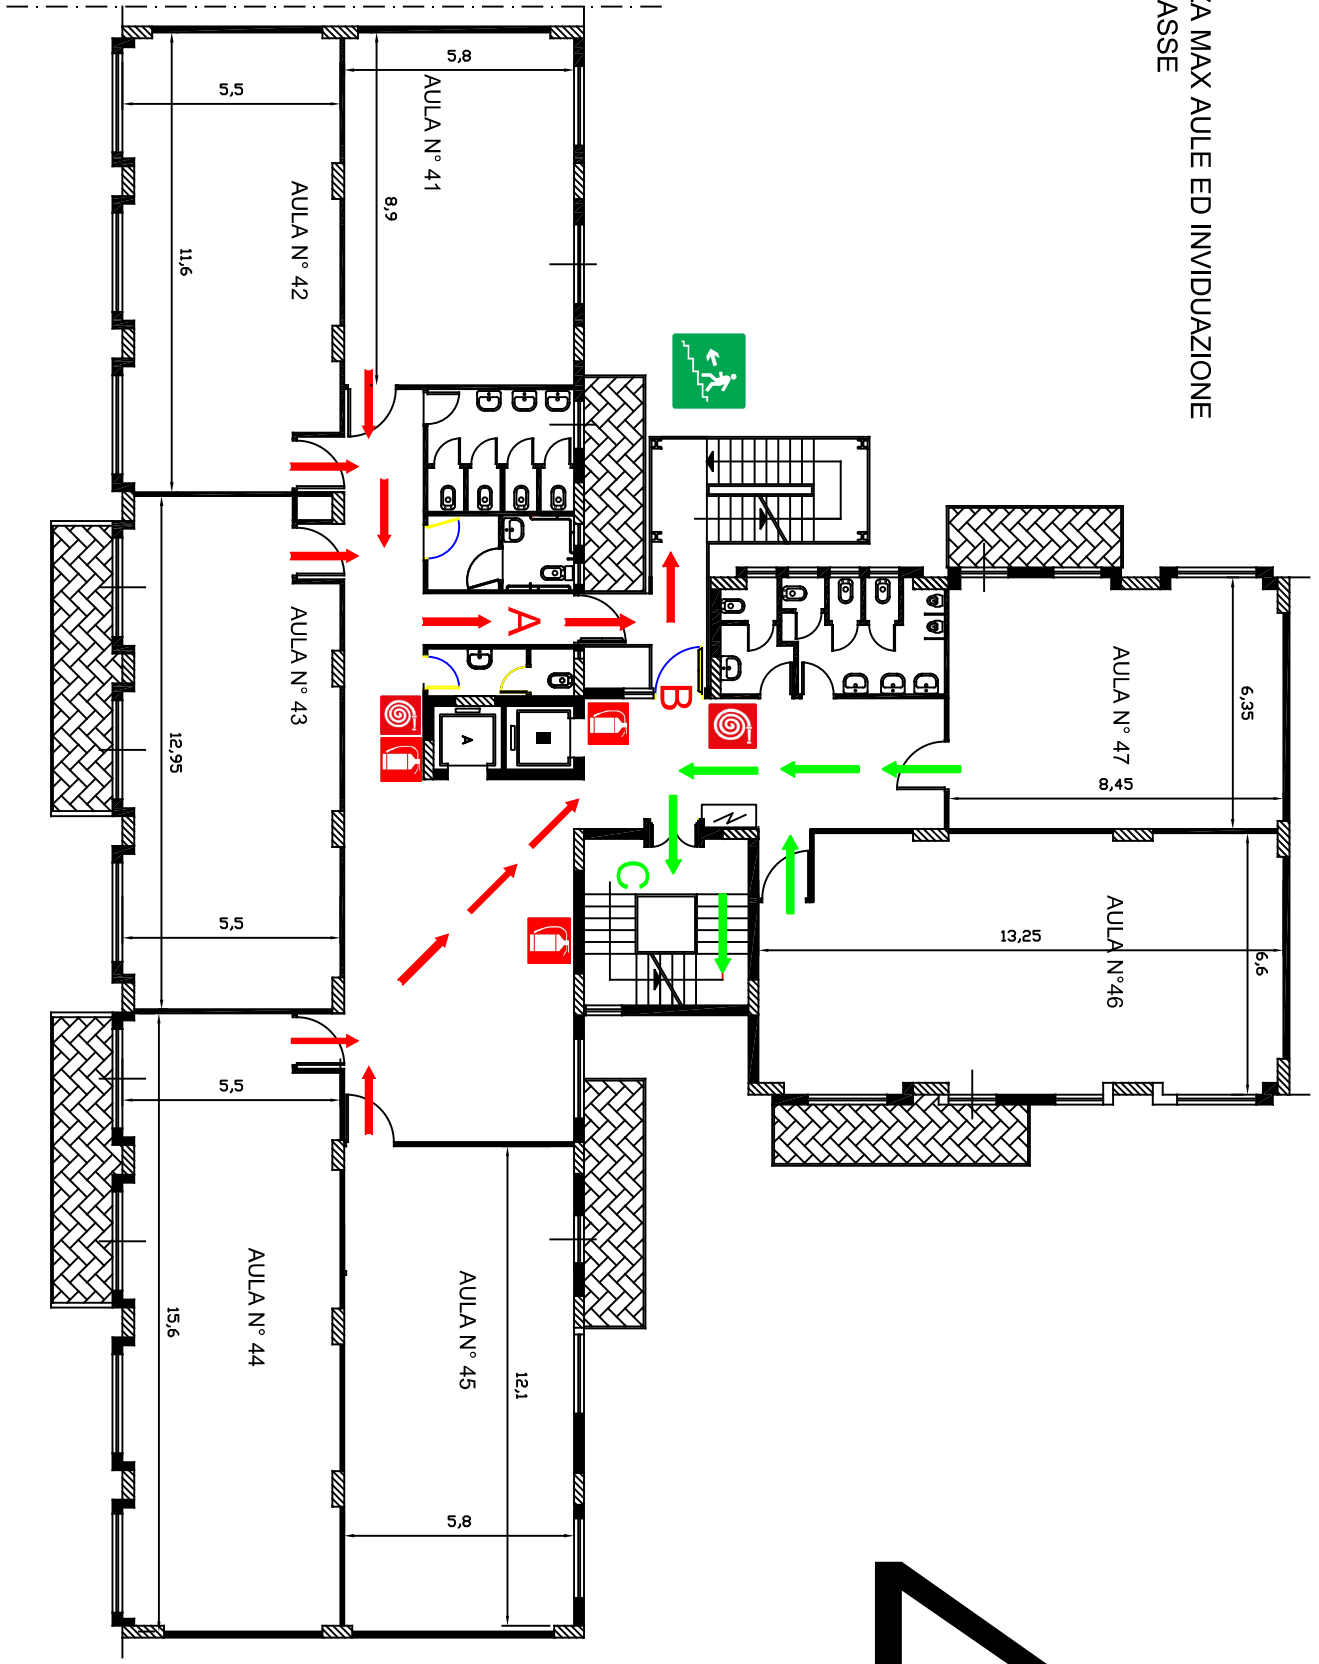 ZA MAX AULE ED INVIDUAZIONE
ASSE
5,8
5,5
AULA N° 41
8,9
AULA N° 42
11,6
A
B
AULA N° 43
12,95
5,5
A
AULA N° 47
6,35
8,45
C
13,25
AULA N°46
6,6
5,5
AULA N° 44
15,6
AULA N° 45
12,1
5,8